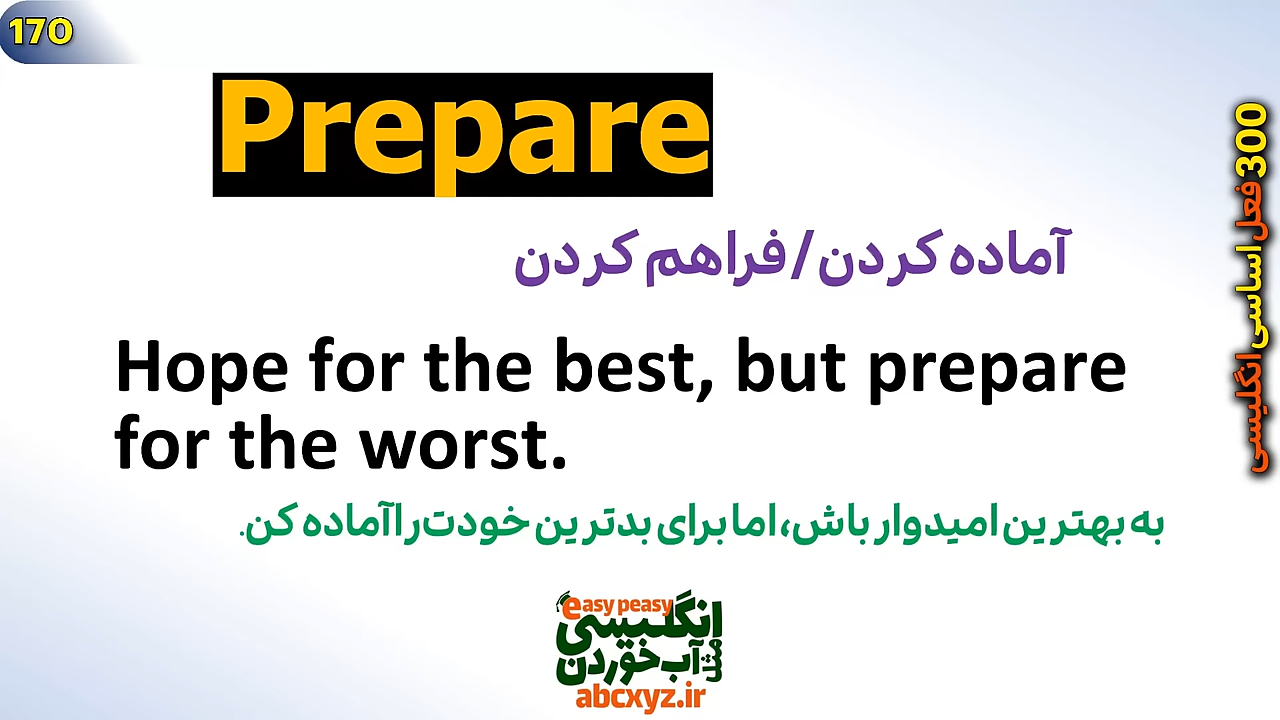 170
Prepare
آماده کردن/فراهم کردن
Hope for the best, but prepare
for the worst.
به بهترین امیدوار باش، اما برای بدترین خودت را آماده کن.
300 فعل اساسی انگلیسی
easy peasy
انگلیسی
مثل آب خوردن
abcxyz.ir